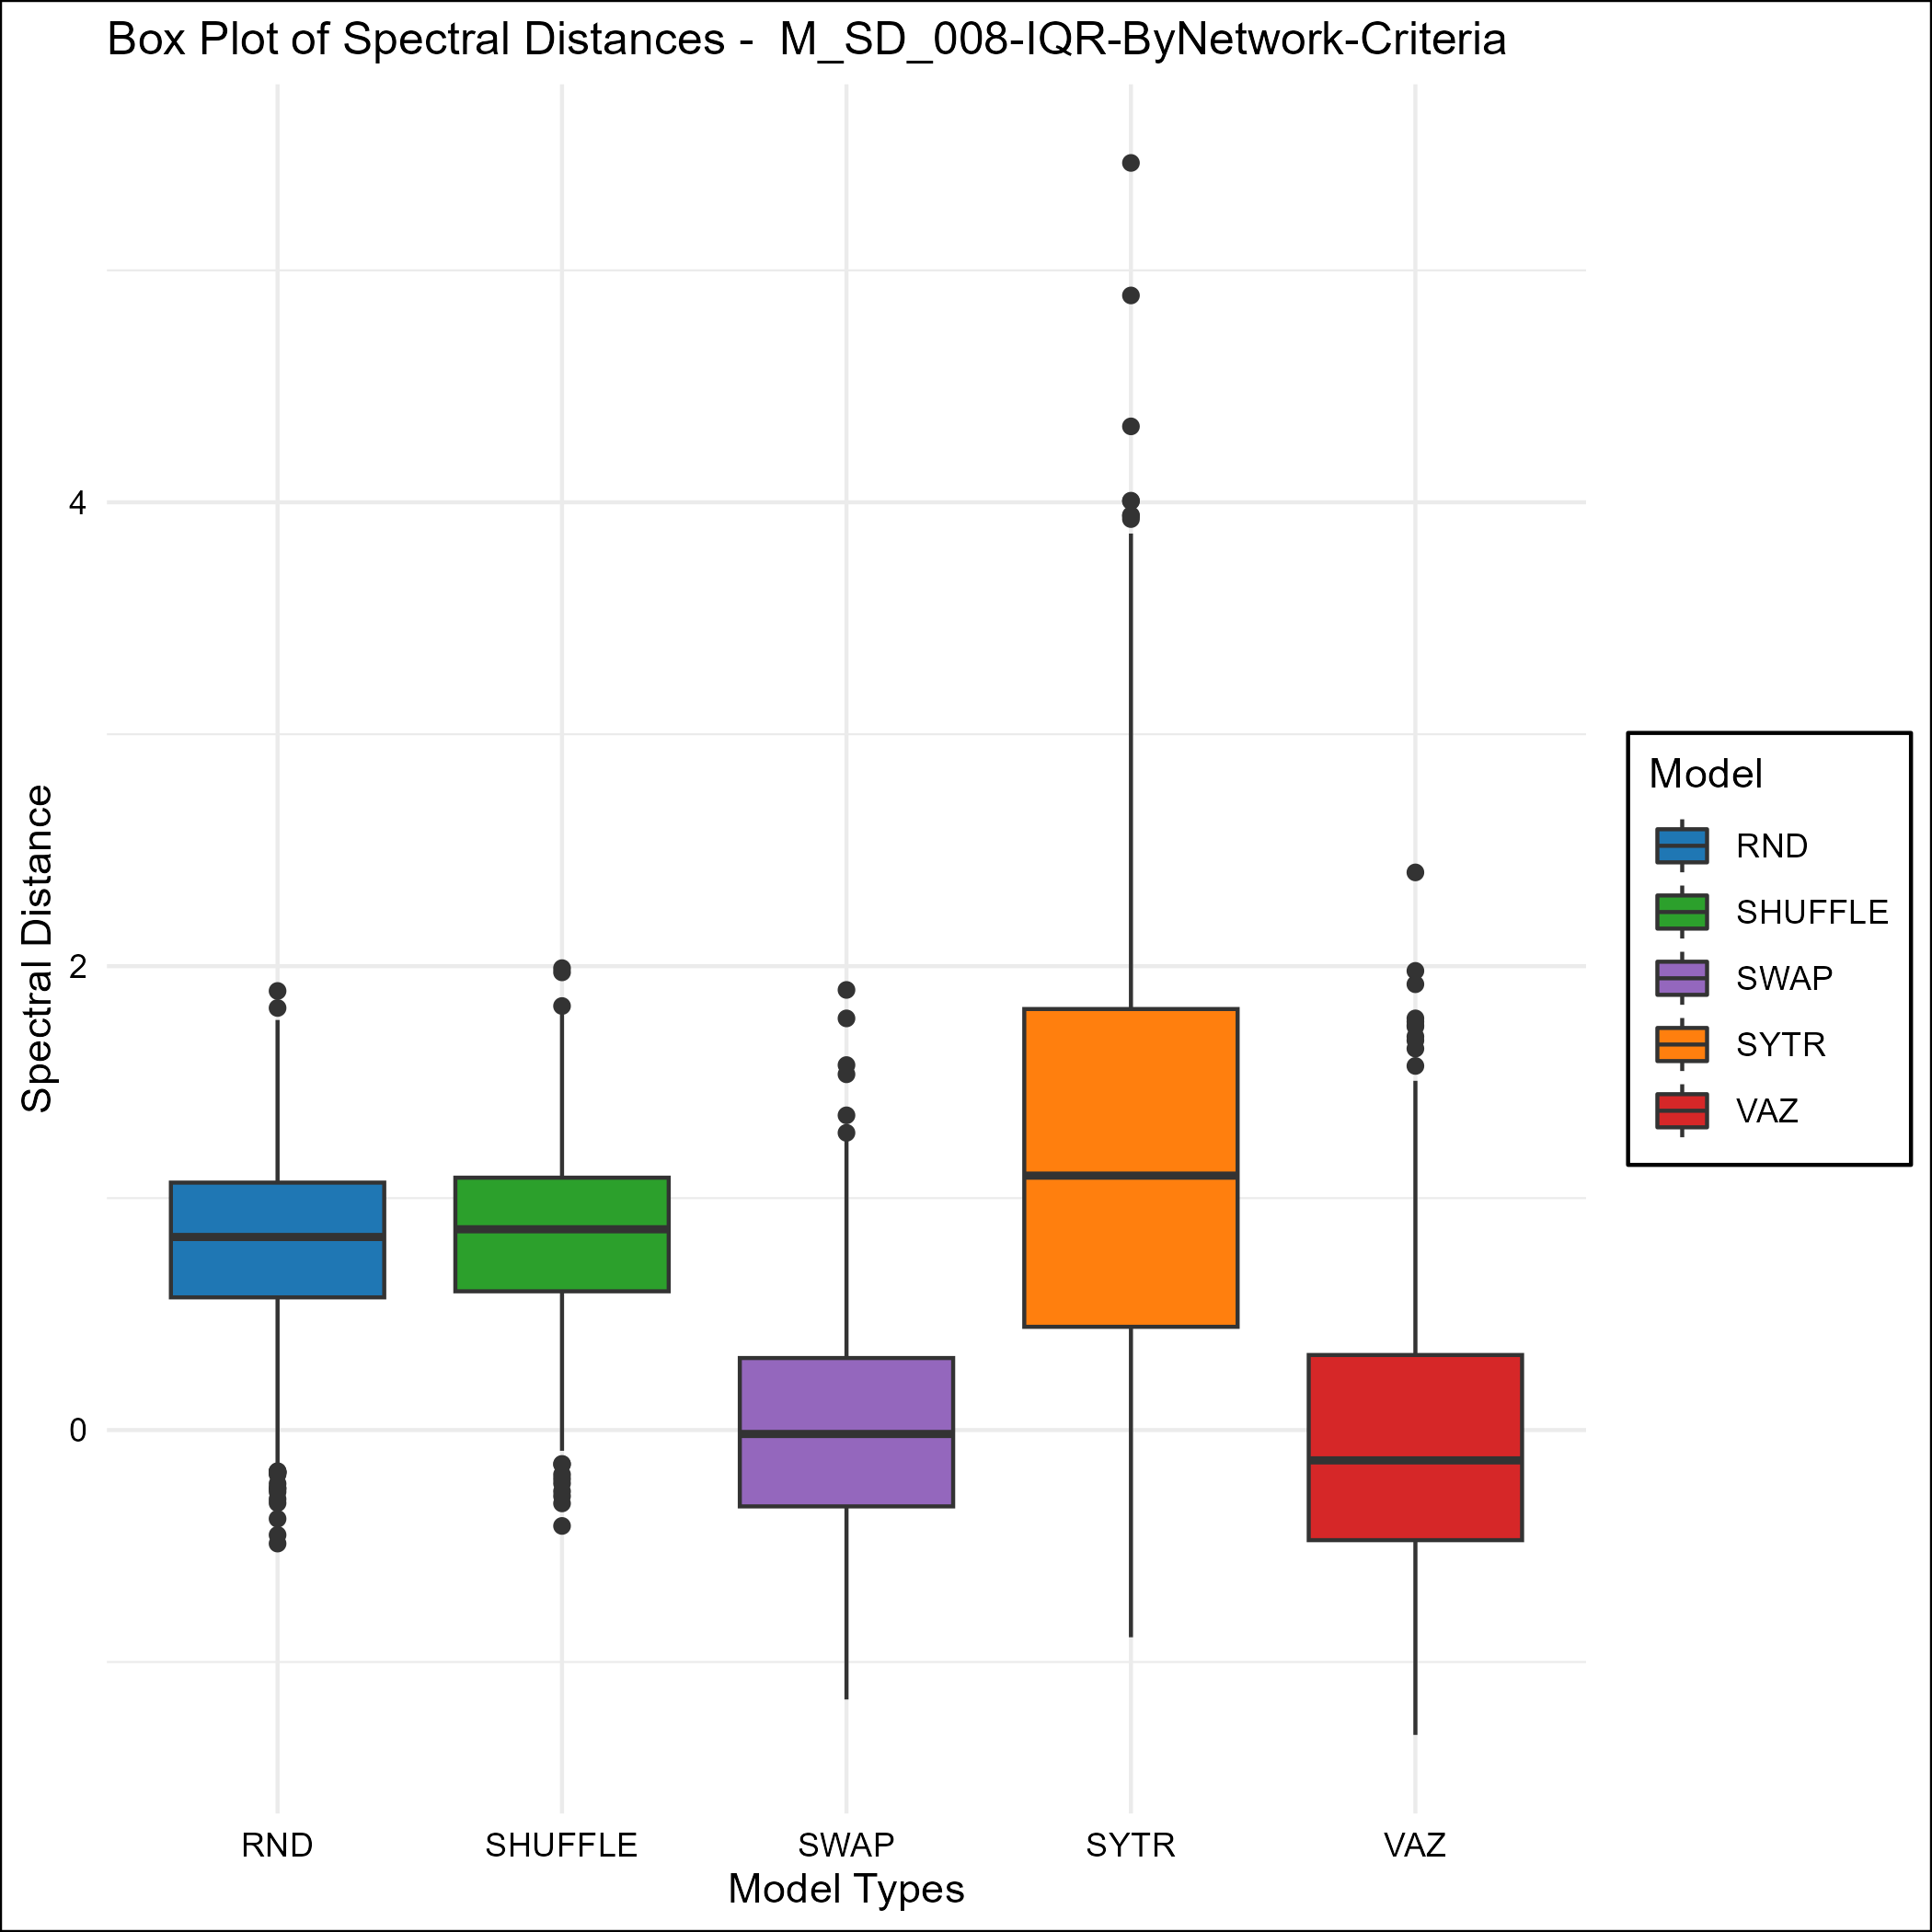 Box Plot of Spectral Distances -  M_SD_008-IQR-ByNetwork-Criteria
Spectral Distance
4
2
0
RND
SHUFFLE
SWAP
SYTR
VAZ
Model Types
Model
RND
SHUFFLE
SWAP
SYTR
VAZ